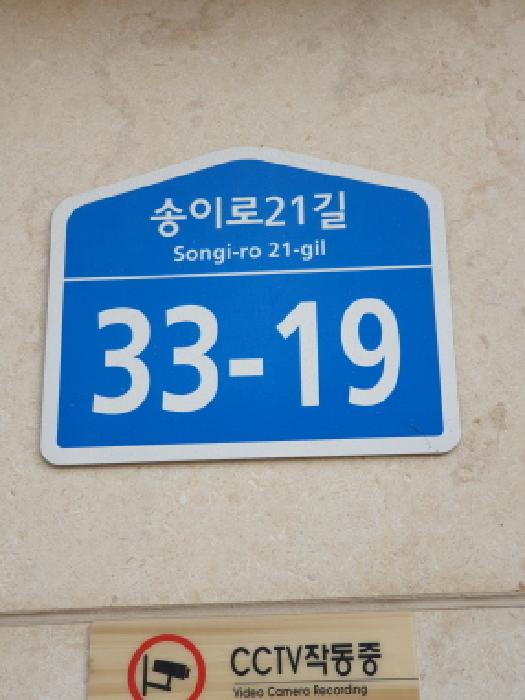 송이로21길
Songi-ro 21-gil
33-19
CCTV작동중
Video Camera Recording